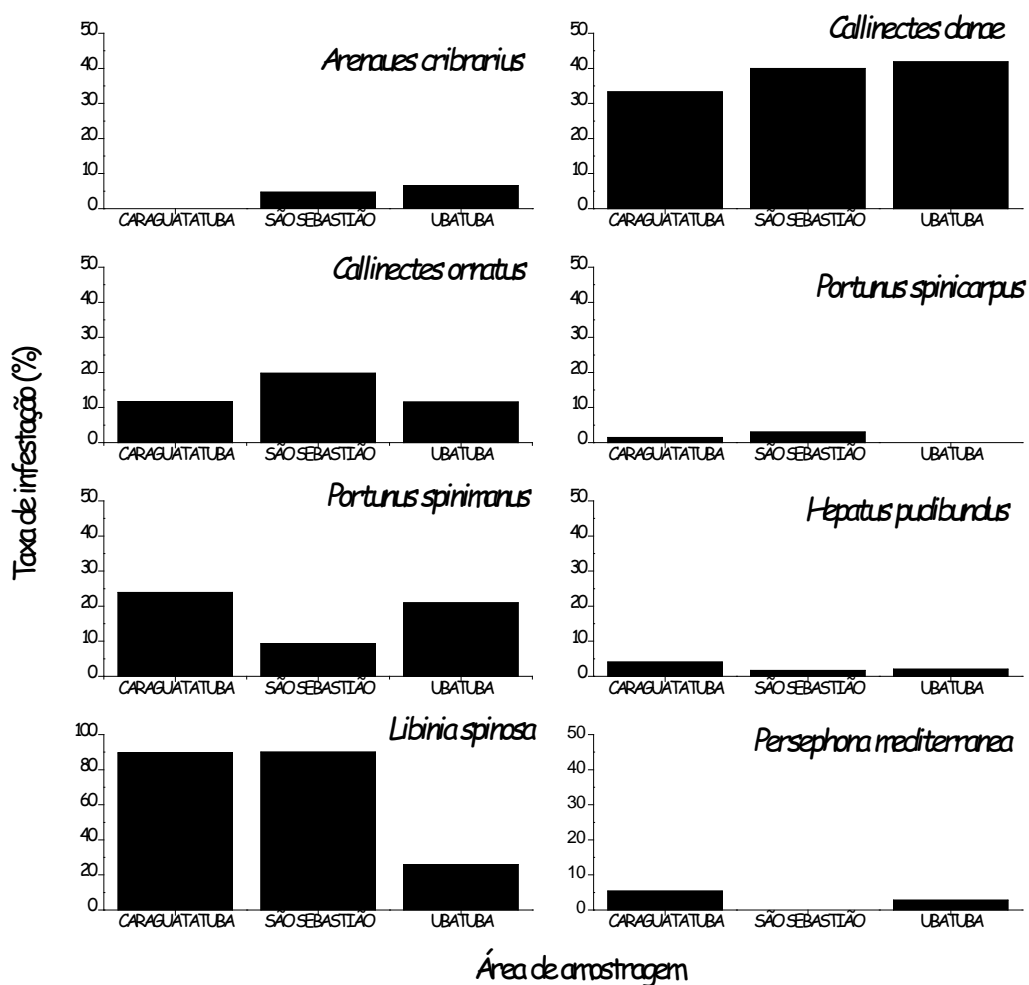 Arenaues cribrarius
50
40
30
20
10
0
CARAGUATATUBA SÃO SEBASTIÃO UBATUBA
Callinectes danae
50
40
30
20
10
0
CARAGUATATUBA SÃO SEBASTIÃO UBATUBA
Callinectes ornatus
50
40
30
20
10
0
CARAGUATATUBA SÃO SEBASTIÃO UBATUBA
Portunus spinicarpus
50
40
30
20
10
0
CARAGUATATUBA SÃO SEBASTIÃO UBATUBA
Taxa de infestação (%)
Portunus spinimanus
50
40
30
20
10
0
CARAGUATATUBA SÃO SEBASTIÃO UBATUBA
Hepatus pudibundus
50
40
30
20
10
0
CARAGUATATUBA SÃO SEBASTIÃO UBATUBA
Libinia spinosa
100
80
60
40
20
0
CARAGUATATUBA SÃO SEBASTIÃO UBATUBA
Persephona mediterranea
50
40
30
20
10
0
CARAGUATATUBA SÃO SEBASTIÃO UBATUBA
Área de amostragem